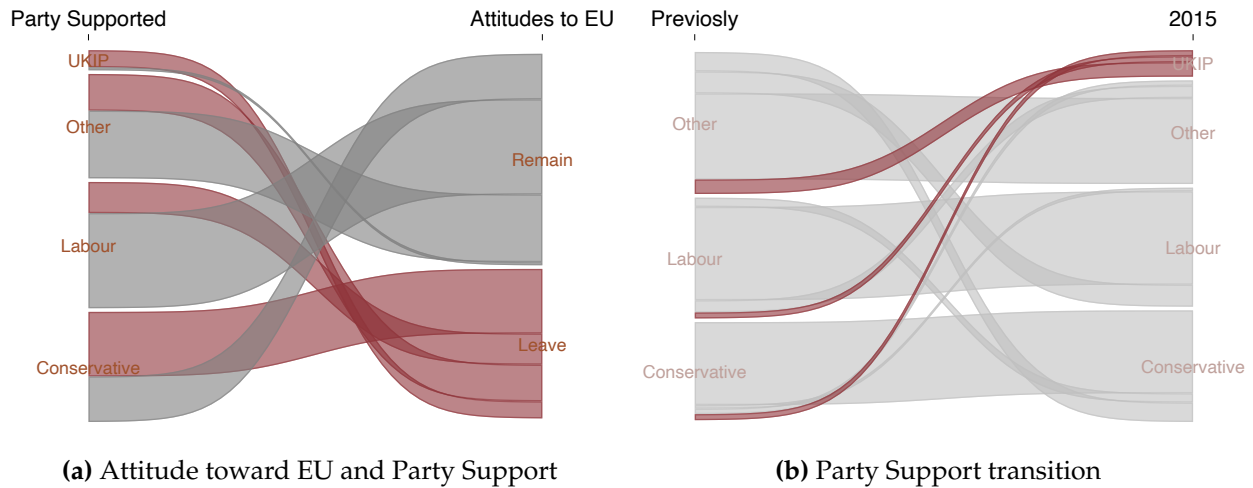 Party Supported
Attitudes to EU
UKIP
Other
Labour
Conservative
Remain
Leave
(a) Attitude toward EU and Party Support
Previosly
2015
Other
Labour
Conservative
UKIP
Other
Labour
Conservative
(b) Party Support transition